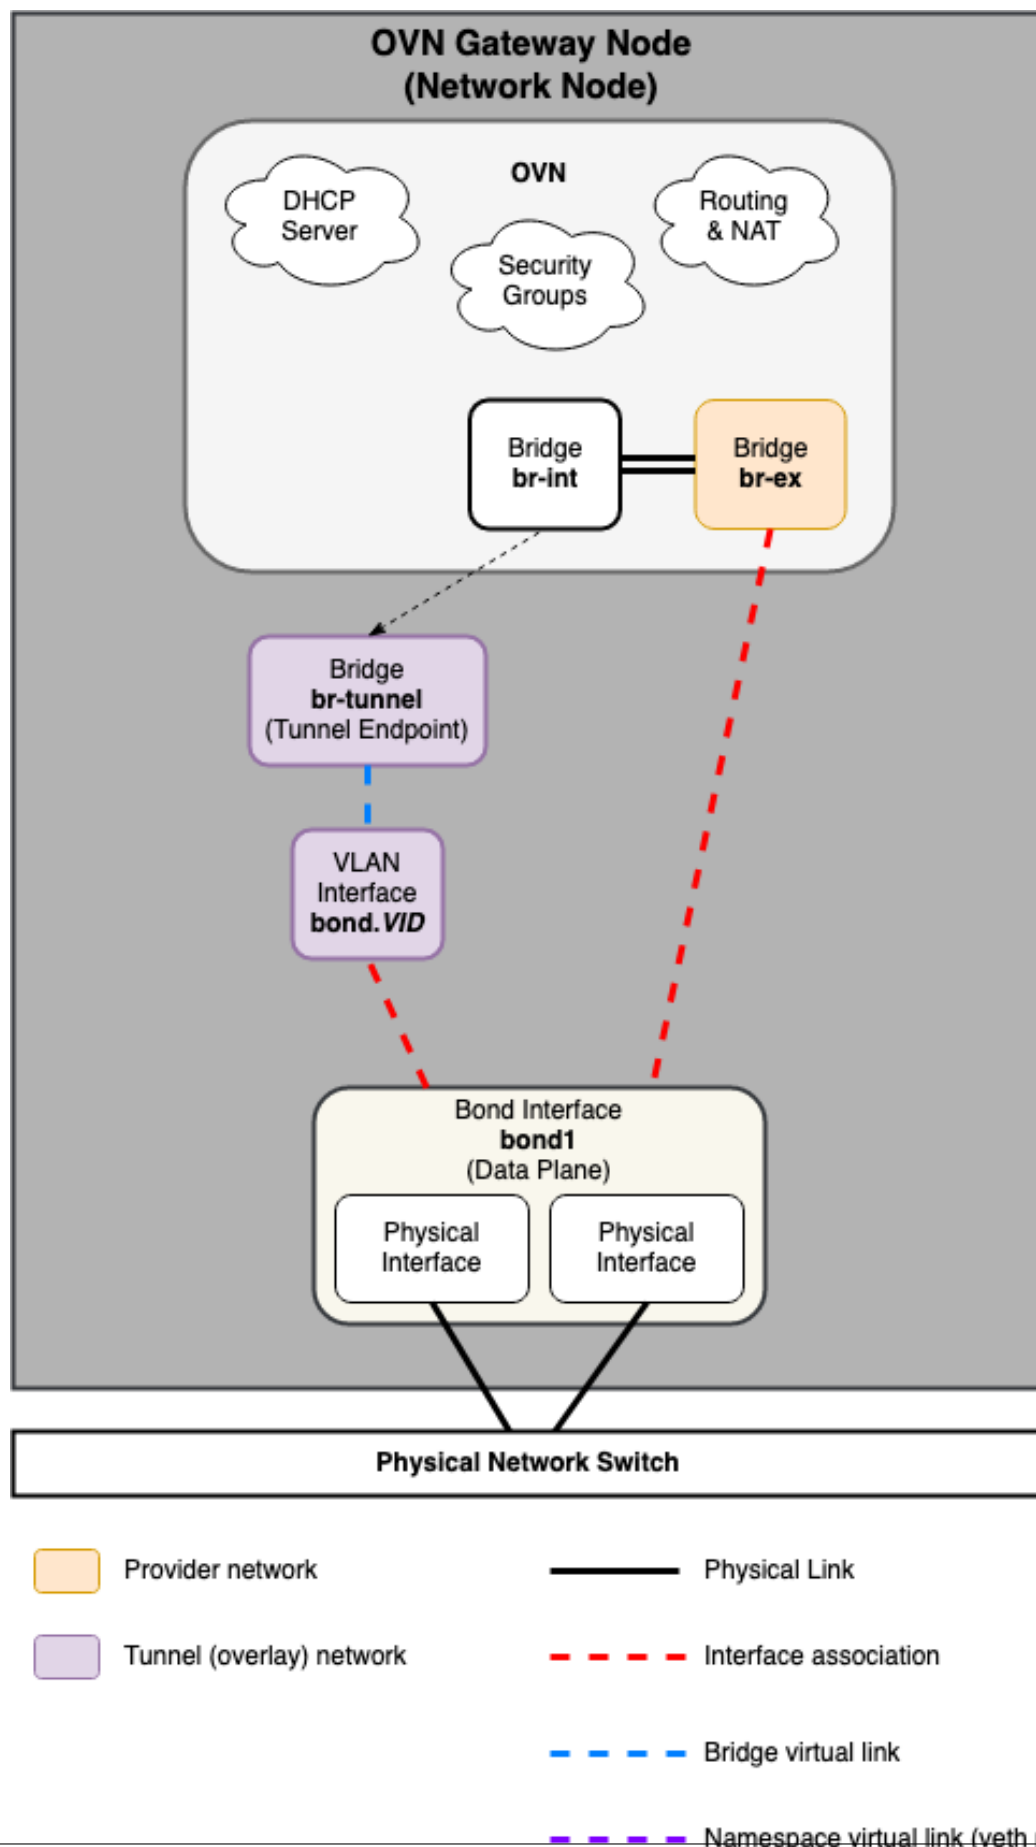 OVN Gateway Node
(Network Node)
OVN
DHCP
Server
Security
Groups
Routing
& NAT
Bridge
br-int
Bridge
br-ex
Bridge
br-tunnel
(Tunnel Endpoint)
VLAN
Interface
bond.VID
Bond Interface
bond1
(Data Plane)
Physical
Interface
Physical
Interface
Physical Network Switch
Provider network
Physical Link
Tunnel (overlay) network
Interface association
Bridge virtual link
Namespace virtual link (veth